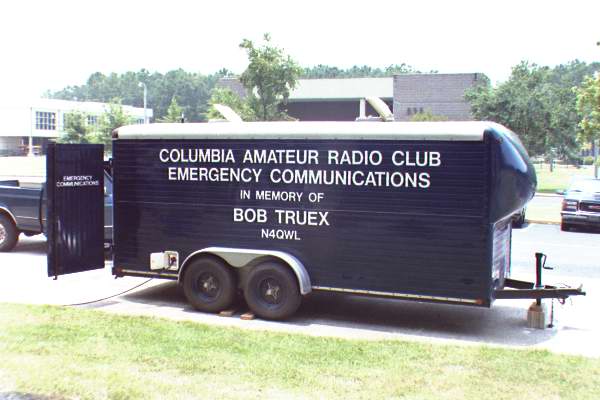 COLUMBIA AMATEUR RADIO CLUB
EMERGENCY COMMUNICATIONS
IN MEMORY OF
BOB TRUEX
N4QWL
EMERGENCY
COMMUNICATIONS